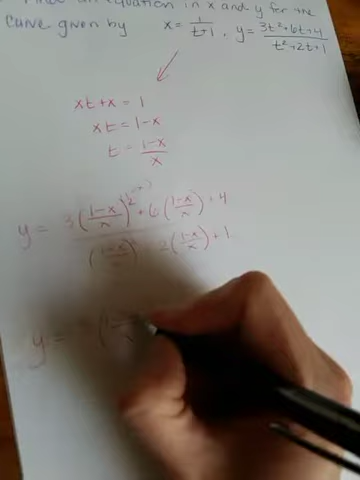 an equation in x and y for the
curve given by x = 1/(t+1), y = (3t²+6t+4)/(t²+2t+1)
xt+x = 1
xt = 1-x
t = (1-x)/x
y = (3((1-x)/x)² + 6((1-x)/x) + 4)/(((1-x)/x)² + 2((1-x)/x) + 1)
y =